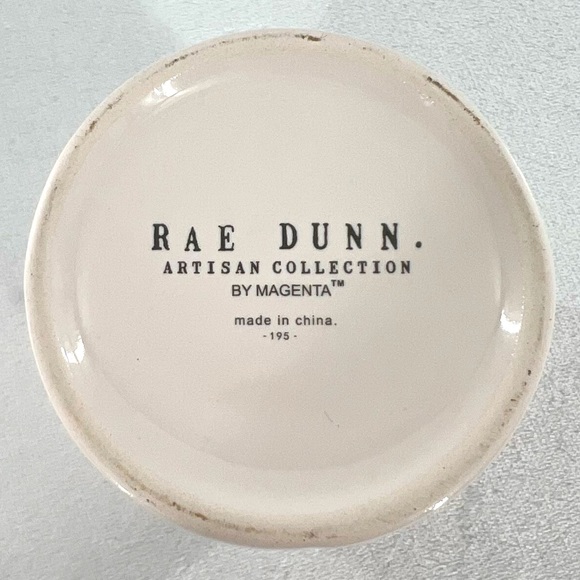 RAE DUNN.
ARTISAN COLLECTION
BY MAGENTA™
made in china.
- 195 -